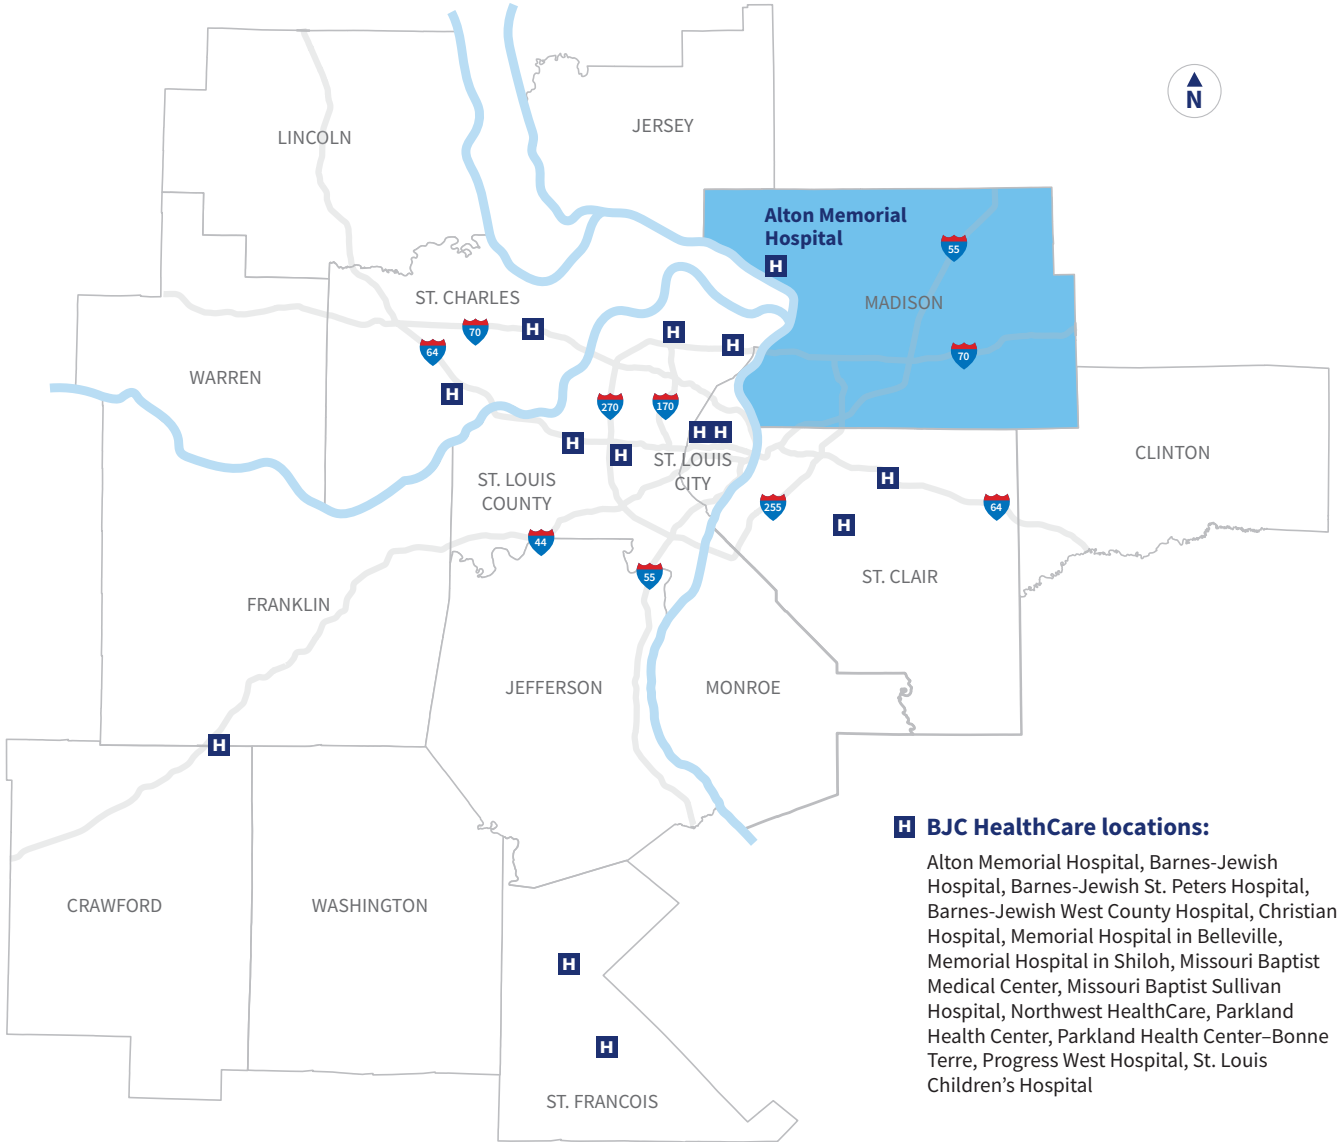 N
JERSEY
LINCOLN
Alton Memorial
Hospital
55
H
ST. CHARLES
MADISON
70
H
H
H
64
70
WARREN
H
270
170
H H
H
H
ST. LOUIS
CITY
CLINTON
ST. LOUIS
COUNTY
H
255
64
H
44
55
ST. CLAIR
FRANKLIN
JEFFERSON
MONROE
H
H BJC HealthCare locations:
Alton Memorial Hospital, Barnes-Jewish
Hospital, Barnes-Jewish St. Peters Hospital,
Barnes-Jewish West County Hospital, Christian
Hospital, Memorial Hospital in Belleville,
Memorial Hospital in Shiloh, Missouri Baptist
Medical Center, Missouri Baptist Sullivan
Hospital, Northwest HealthCare, Parkland
Health Center, Parkland Health Center–Bonne
Terre, Progress West Hospital, St. Louis
Children's Hospital
CRAWFORD
WASHINGTON
H
H
ST. FRANCOIS